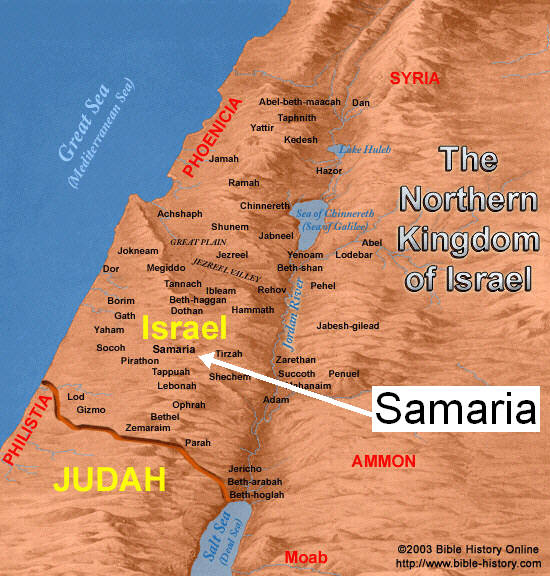 SYRIA
Abel-beth-maacah
Dan
Taphnith
Yattir
Kedesh
PHOENICIA
Great Sea
(Mediterranean Sea)
Lake Huleh
Jamah
Hazor
The
Northern
Kingdom
of Israel
Ramah
Chinnereth
Achshaph
Sea of Chinnereth
(Sea of Galilee)
Shunem
Jabneel
GREAT PLAIN
Abel
Jokneam
Jezreel
Yenoam
Lodebar
Dor
Megiddo
JEZREEL VALLEY
Beth-shan
Tannach
Ibleam
Rehov
Pehel
Borim
Beth-haggan
Gath
Dothan
Hammath
Jordan River
Yaham
Israel
Jabesh-gilead
Socoh
Samaria
Tirzah
Pirathon
Zarethan
Tappuah
Shechem
Succoth
Penuel
Lebonah
Mahanaim
Samaria
Lod
Gizmo
Ophrah
Adam
Bethel
Zemaraim
PHILISTIA
Parah
JUDAH
Jericho
AMMON
Beth-arabah
Beth-hoglah
Salt Sea
(Dead Sea)
Moab
©2003 Bible History Online
http://www.bible-history.com